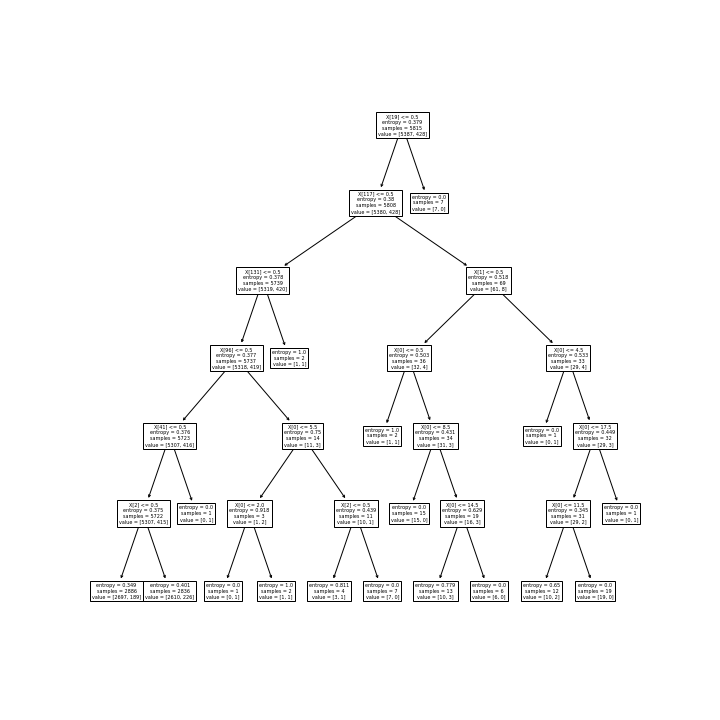 X[19] <= 0.5
entropy = 0.379
samples = 5815
value = [5387, 428]
X[117] <= 0.5
entropy = 0.38
samples = 5808
value = [5380, 428]
entropy = 0.0
samples = 7
value = [7, 0]
X[131] <= 0.5
entropy = 0.378
samples = 5739
value = [5319, 420]
X[1] <= 0.5
entropy = 0.518
samples = 69
value = [61, 8]
X[96] <= 0.5
entropy = 0.377
samples = 5737
value = [5318, 419]
entropy = 1.0
samples = 2
value = [1, 1]
X[0] <= 0.5
entropy = 0.503
samples = 36
value = [32, 4]
X[0] <= 4.5
entropy = 0.533
samples = 33
value = [29, 4]
X[41] <= 0.5
entropy = 0.376
samples = 5723
value = [5307, 416]
X[0] <= 5.5
entropy = 0.75
samples = 14
value = [11, 3]
entropy = 1.0
samples = 2
value = [1, 1]
X[0] <= 8.5
entropy = 0.431
samples = 34
value = [31, 3]
entropy = 0.0
samples = 1
value = [0, 1]
X[0] <= 17.5
entropy = 0.449
samples = 32
value = [29, 3]
X[2] <= 0.5
entropy = 0.375
samples = 5722
value = [5307, 415]
entropy = 0.0
samples = 1
value = [0, 1]
X[0] <= 2.0
entropy = 0.918
samples = 3
value = [1, 2]
X[2] <= 0.5
entropy = 0.439
samples = 11
value = [10, 1]
entropy = 0.0
samples = 15
value = [15, 0]
X[0] <= 14.5
entropy = 0.629
samples = 19
value = [16, 3]
X[0] <= 11.5
entropy = 0.345
samples = 31
value = [29, 2]
entropy = 0.0
samples = 1
value = [0, 1]
entropy = 0.349
samples = 2886
value = [2697, 189]
entropy = 0.401
samples = 2836
value = [2610, 226]
entropy = 0.0
samples = 1
value = [0, 1]
entropy = 1.0
samples = 2
value = [1, 1]
entropy = 0.811
samples = 4
value = [3, 1]
entropy = 0.0
samples = 7
value = [7, 0]
entropy = 0.779
samples = 13
value = [10, 3]
entropy = 0.0
samples = 6
value = [6, 0]
entropy = 0.65
samples = 12
value = [10, 2]
entropy = 0.0
samples = 19
value = [19, 0]